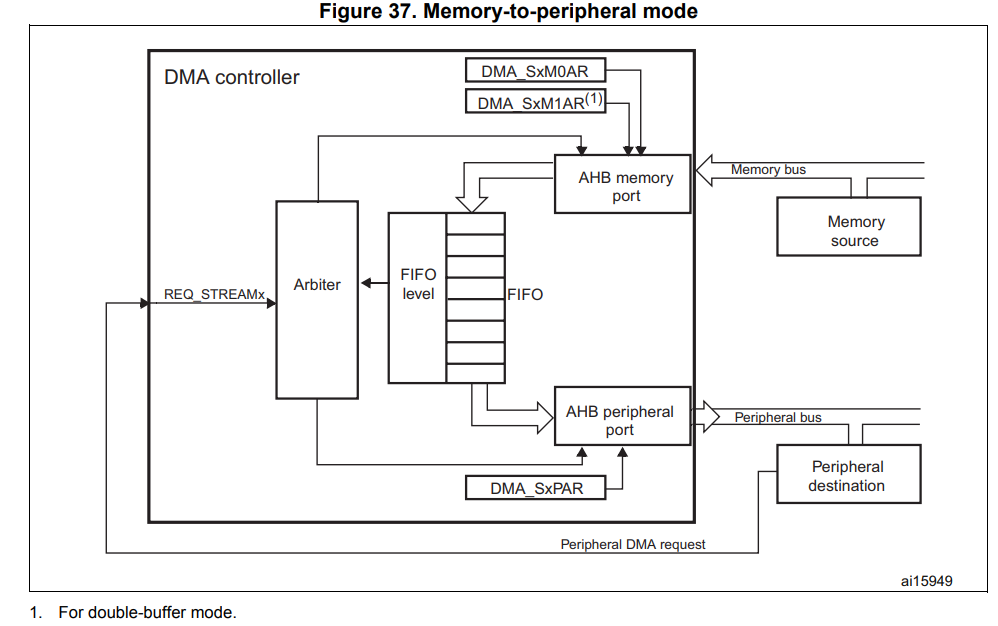 Figure 37. Memory-to-peripheral mode
DMA controller
DMA_SxM0AR
DMA_SxM1AR(1)
AHB memory
port
Memory bus
Memory
source
Arbiter
FIFO
level
FIFO
REQ_STREAMx
AHB peripheral
port
Peripheral bus
DMA_SxPAR
Peripheral
destination
Peripheral DMA request
ai15949
1. For double-buffer mode.